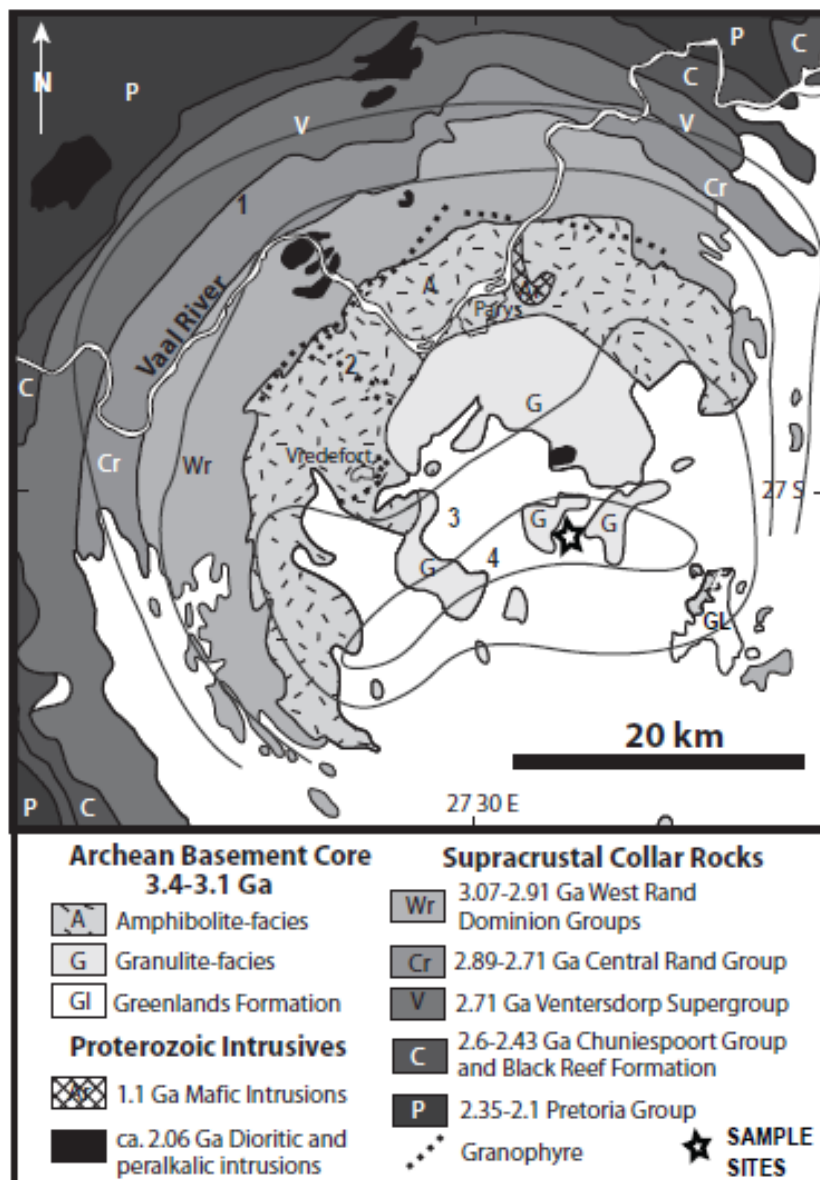 P
C
N
P
C
V
V
1
Cr
Vaal River
A
Parys
2
G
C
Vredefort
Cr
Wr
27 S
3
G
G
4
G
GL
20 km
P
C
27 30 E
Archean Basement Core
3.4-3.1 Ga
A Amphibolite-facies
G Granulite-facies
Gl Greenlands Formation
Proterozoic Intrusives
1.1 Ga Mafic Intrusions
ca. 2.06 Ga Dioritic and
peralkalic intrusions
Supracrustal Collar Rocks
Wr 3.07-2.91 Ga West Rand
Dominion Groups
Cr 2.89-2.71 Ga Central Rand Group
V 2.71 Ga Ventersdorp Supergroup
C 2.6-2.43 Ga Chuniespoort Group
and Black Reef Formation
P 2.35-2.1 Pretoria Group
Granophyre
SAMPLE
SITES